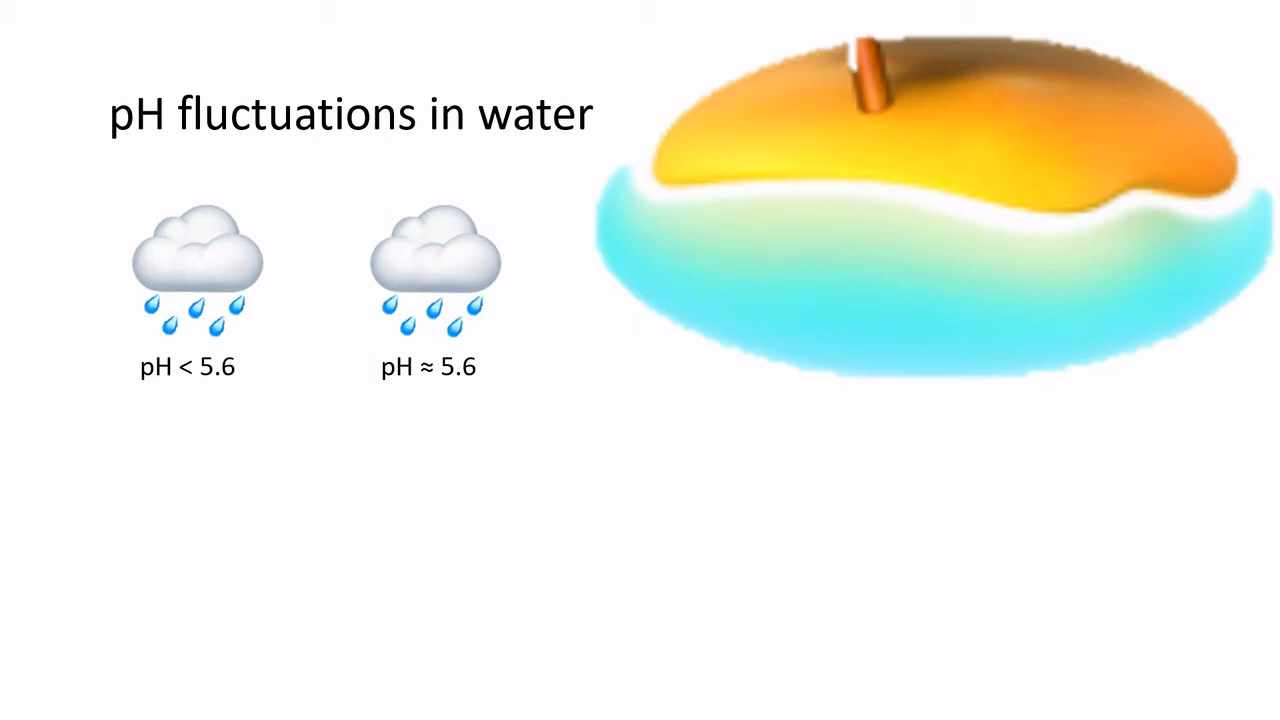 pH fluctuations in water
pH < 5.6
pH ≈ 5.6